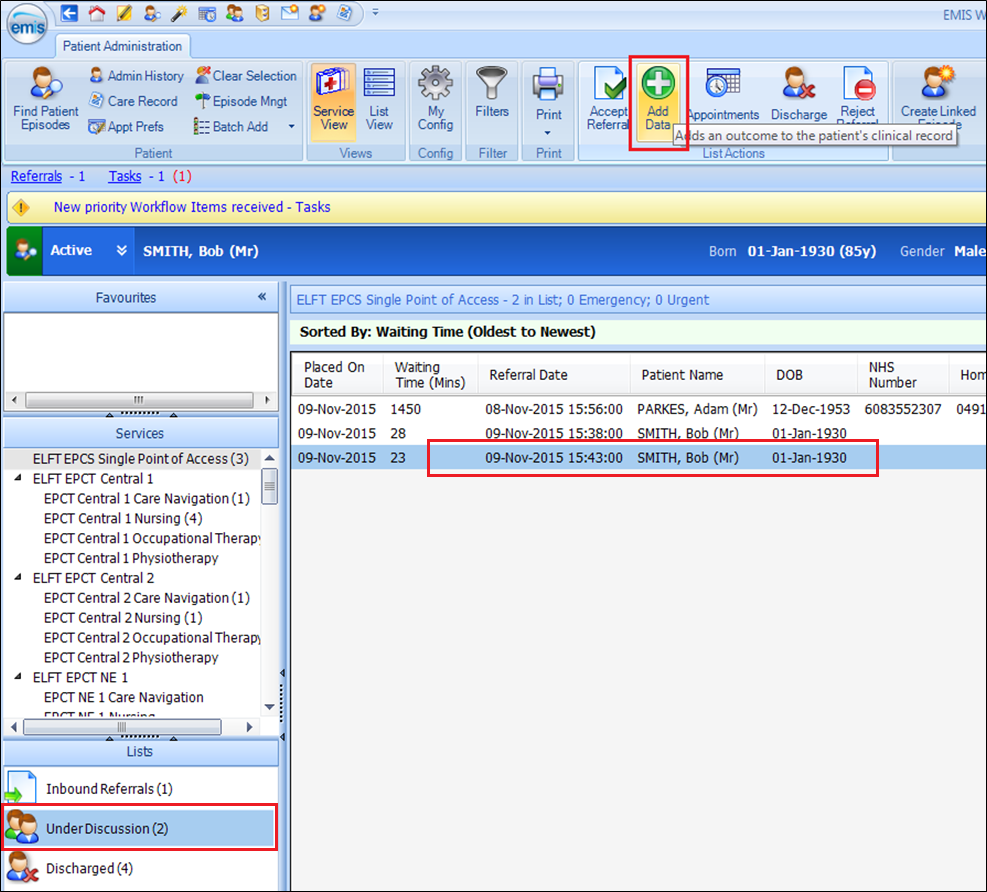 EMIS W
emis
Patient Administration
Find Patient Episodes
Admin History
Care Record
Appt Prefs
Clear Selection
Episode Mngt
Batch Add
Patient
Service View
List View
Views
My Config
Config
Filters
Filter
Print
Print
Accept Referral
Add Data
Appointments
Discharge
Reject
Create Linked
Adds an outcome to the patient's clinical record
List Actions
Referrals - 1 Tasks - 1 (1)
New priority Workflow Items received - Tasks
Active SMITH, Bob (Mr) Born 01-Jan-1930 (85y) Gender Male
Favourites
Services
ELFT EPCS Single Point of Access (3)
ELFT EPCT Central 1
EPCT Central 1 Care Navigation (1)
EPCT Central 1 Nursing (4)
EPCT Central 1 Occupational Therapy
EPCT Central 1 Physiotherapy
ELFT EPCT Central 2
EPCT Central 2 Care Navigation (1)
EPCT Central 2 Nursing (1)
EPCT Central 2 Occupational Therapy
EPCT Central 2 Physiotherapy
ELFT EPCT NE 1
EPCT NE 1 Care Navigation
EPCT NE 1 Nursing
Lists
Inbound Referrals (1)
Under Discussion (2)
Discharged (4)
ELFT EPCS Single Point of Access - 2 in List; 0 Emergency; 0 Urgent
Sorted By: Waiting Time (Oldest to Newest)
Placed On Date Waiting Time (Mins) Referral Date Patient Name DOB NHS Number Hom
09-Nov-2015 1450 08-Nov-2015 15:56:00 PARKES, Adam (Mr) 12-Dec-1953 6083552307 0491
09-Nov-2015 28 09-Nov-2015 15:38:00 SMITH, Bob (Mr) 01-Jan-1930
09-Nov-2015 23 09-Nov-2015 15:43:00 SMITH, Bob (Mr) 01-Jan-1930